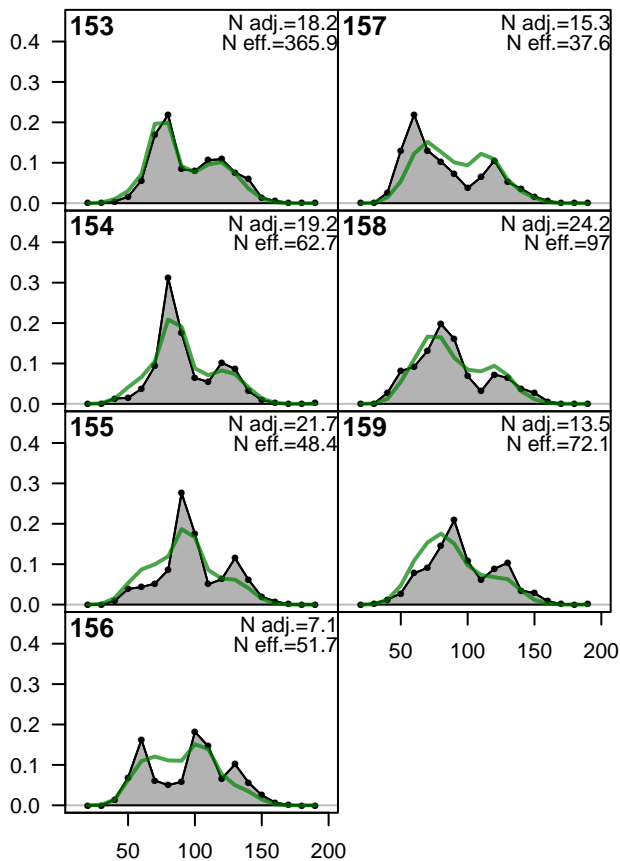 153
N adj.=18.2
N eff.=365.9
157
N adj.=15.3
N eff.=37.6
0.4
0.3
0.2
0.1
0.0
154
N adj.=19.2
N eff.=62.7
158
N adj.=24.2
N eff.=97
0.4
0.3
0.2
0.1
0.0
155
N adj.=21.7
N eff.=48.4
159
N adj.=13.5
N eff.=72.1
0.4
0.3
0.2
0.1
0.0
50 100 150 200
156
N adj.=7.1
N eff.=51.7
0.4
0.3
0.2
0.1
0.0
50 100 150 200